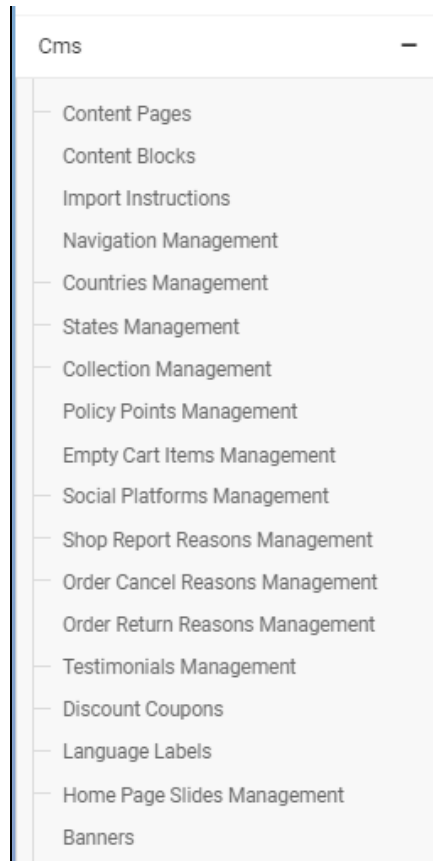 Cms
Content Pages
Content Blocks
Import Instructions
Navigation Management
Countries Management
States Management
Collection Management
Policy Points Management
Empty Cart Items Management
Social Platforms Management
Shop Report Reasons Management
Order Cancel Reasons Management
Order Return Reasons Management
Testimonials Management
Discount Coupons
Language Labels
Home Page Slides Management
Banners